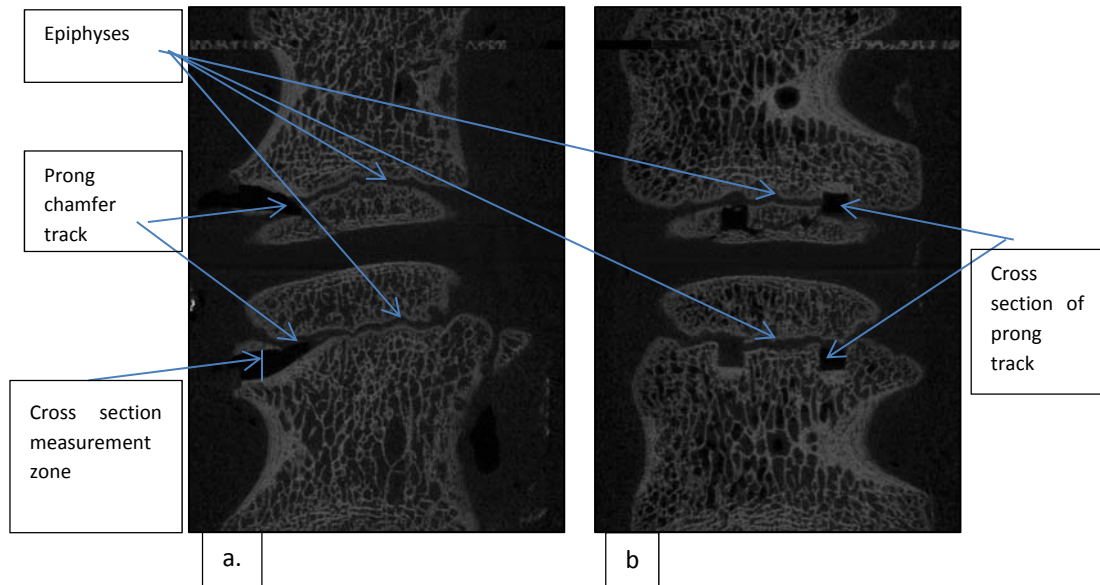 Epiphyses
Prong
chamfer
track
Cross section
measurement
zone
Cross
section of
prong
track
a.
b